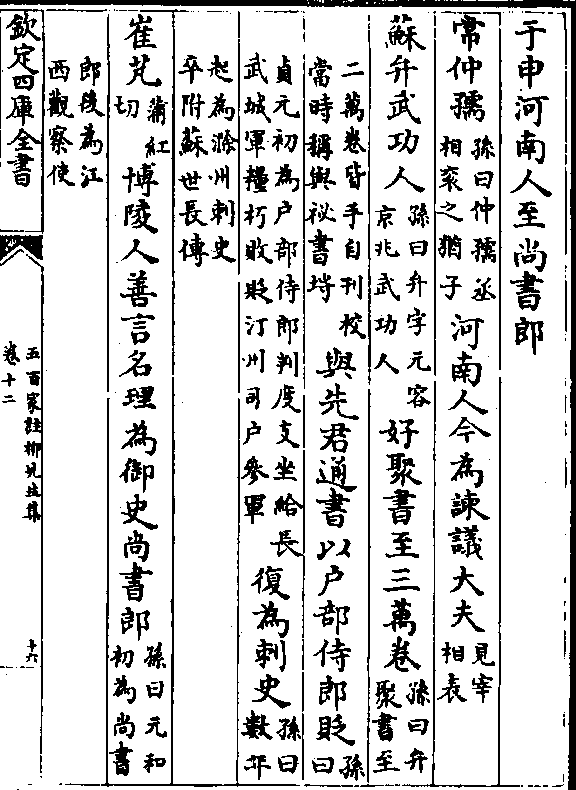 于申河南人至尚書郎
常仲孺孫曰仲孺丞相衮之猶子河南人今為諫議大夫見宰相表
蘇弁武功人孫曰弁字元容京兆武功人好聚書至三萬卷孫曰弁聚書至
二萬卷皆手自刊校當時稱與祕書埒與先君通書以户部侍郎貶孫曰
貞元初為户部侍郎判度支坐給長武城軍糧朽敗貶汀州司户參軍復為刺史孫曰數年
起為滁州刺史卒附蘇世長傳
崔芃蒲紅切博陵人善言名理為御史尚書郎孫曰元和初為尚書
郎後為江西觀察使
欽定四庫全書
五百家註柳先生集
卷十二
十六